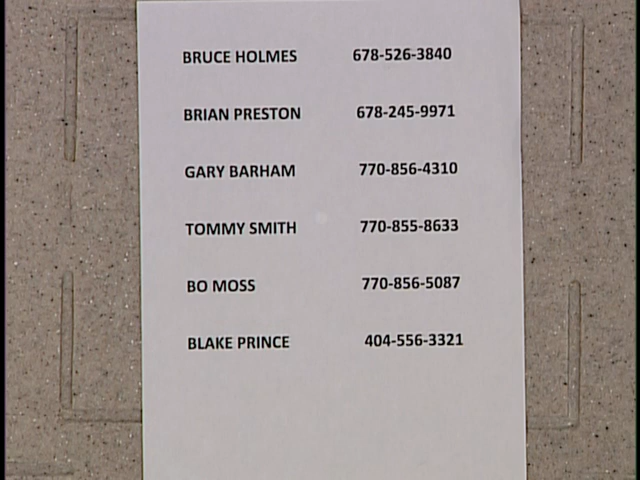 BRUCE HOLMES 678-526-3840
BRIAN PRESTON 678-245-9971
GARY BARHAM 770-856-4310
TOMMY SMITH 770-855-8633
BO MOSS 770-856-5087
BLAKE PRINCE 404-556-3321